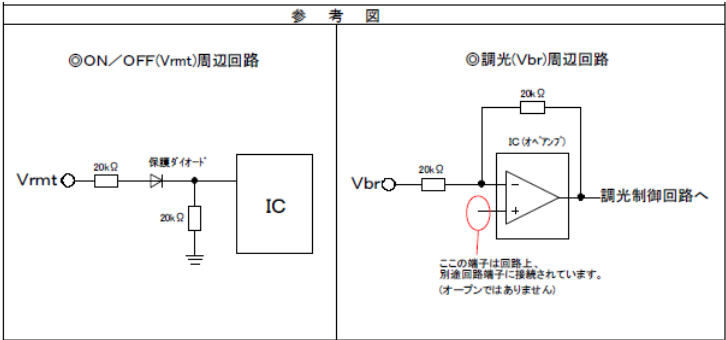 参 考 図
◎ON／OFF(Vrmt)周辺回路
Vrmt
20kΩ
保護ダイオード
20kΩ
IC
◎調光(Vbr)周辺回路
20kΩ
IC(オペアンプ)
Vbr
20kΩ
−
+
調光制御回路へ
ここの端子は回路上、
別途回路端子に接続されています。
(オープンではありません)